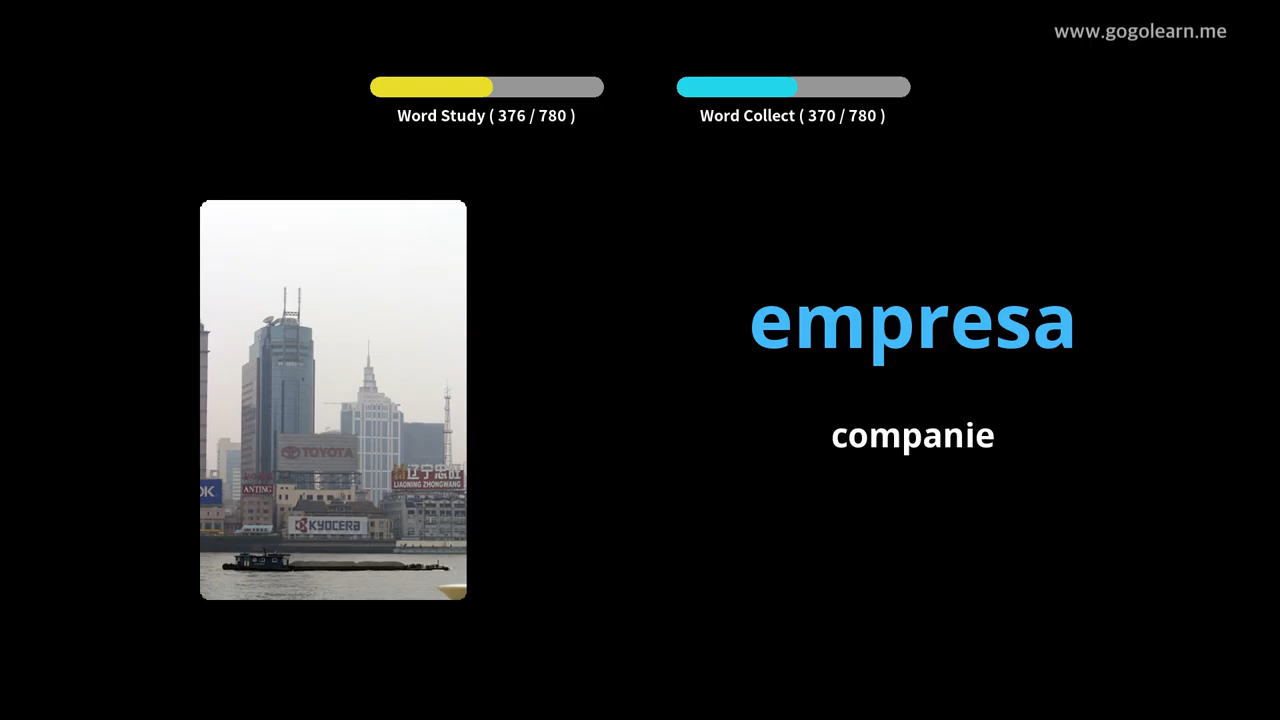 www.gogolearn.me
Word Study ( 376 / 780 )
Word Collect ( 370 / 780 )
empresa
companie
TOYOTA
ANTING
辽宁忠旺
LIAONING ZHONGWANG
KYOCERA